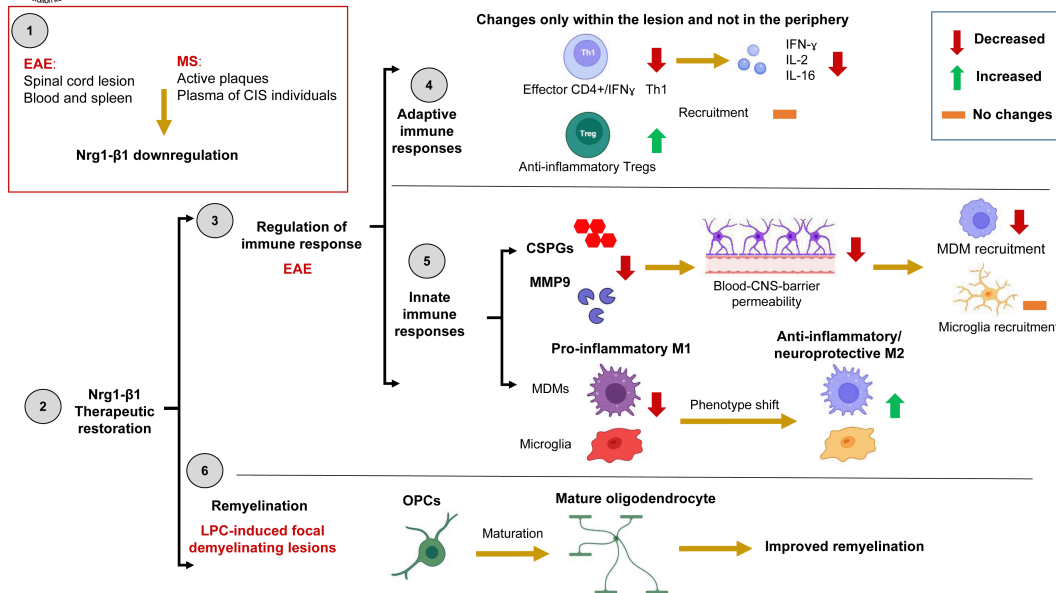 1
EAE:
Spinal cord lesion
Blood and spleen
MS:
Active plaques
Plasma of CIS individuals
Nrg1-β1 downregulation
Changes only within the lesion and not in the periphery
Decreased
Increased
No changes
4
Adaptive
immune
responses
Th1
Effector CD4+/IFNɣ Th1
IFN-ɣ
IL-2
IL-16
Recruitment
Treg
Anti-inflammatory Tregs
3
Regulation of
immune response
EAE
5
Innate
immune
responses
CSPGs
MMP9
Blood-CNS-barrier
permeability
MDM recruitment
Microglia recruitment
Pro-inflammatory M1
Anti-inflammatory/
neuroprotective M2
MDMs
Phenotype shift
Microglia
2
Nrg1-β1
Therapeutic
restoration
6
Remyelination
LPC-induced focal
demyelinating lesions
OPCs
Maturation
Mature oligodendrocyte
Improved remyelination